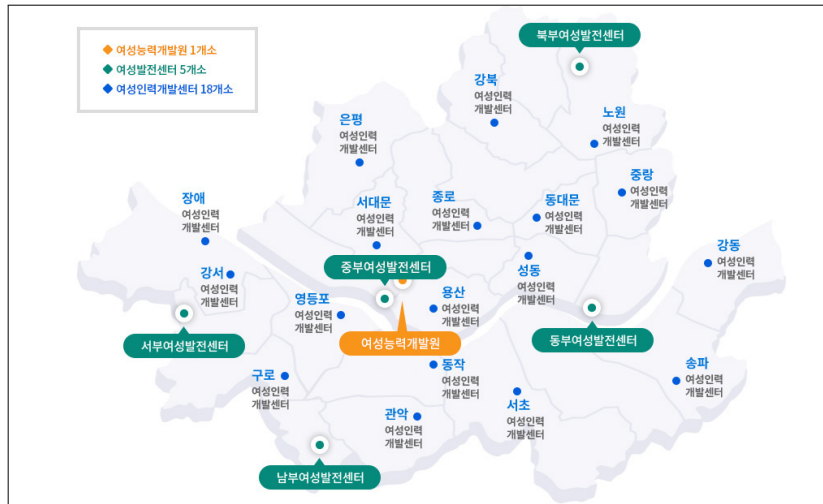 ◆ 여성능력개발원 1개소
◆ 여성발전센터 5개소
◆ 여성인력개발센터 18개소
북부여성발전센터
강북
여성인력
개발센터
노원
여성인력
개발센터
은평
여성인력
개발센터
중랑
여성인력
개발센터
장애
여성인력
개발센터
서대문
여성인력
개발센터
종로
여성인력
개발센터
동대문
여성인력
개발센터
강동
여성인력
개발센터
강서
여성인력
개발센터
중부여성발전센터
성동
여성인력
개발센터
영등포
여성인력
개발센터
용산
여성인력
개발센터
서부여성발전센터
여성능력개발원
동부여성발전센터
구로
여성인력
개발센터
동작
여성인력
개발센터
송파
여성인력
개발센터
관악
여성인력
개발센터
서초
여성인력
개발센터
남부여성발전센터